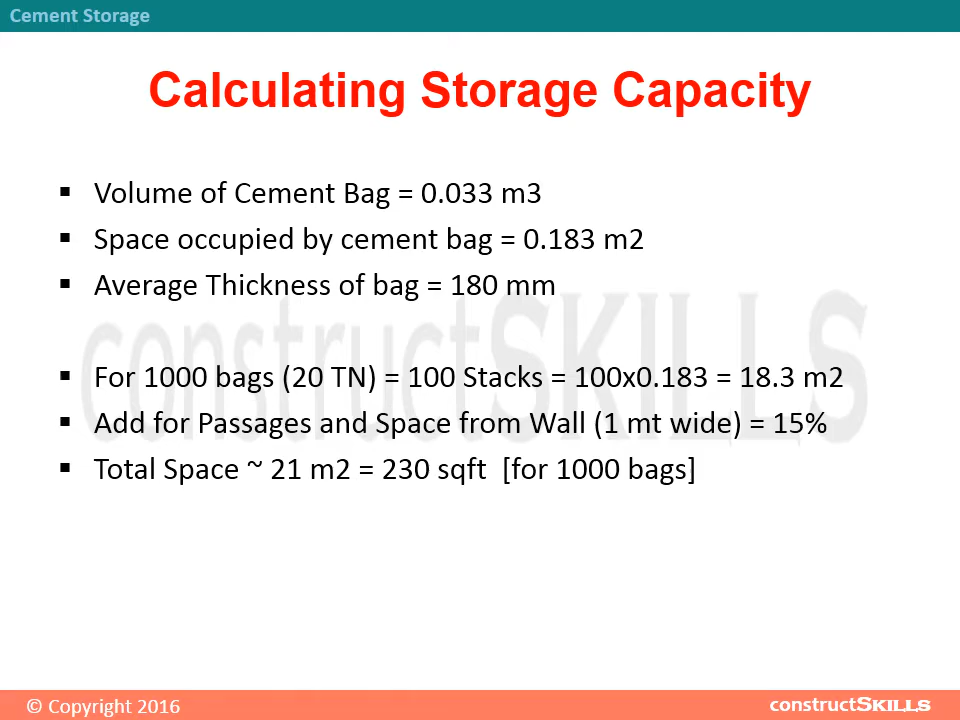 Cement Storage
Calculating Storage Capacity
▪ Volume of Cement Bag = 0.033 m3
▪ Space occupied by cement bag = 0.183 m2
▪ Average Thickness of bag = 180 mm
constructSKILLS
▪ For 1000 bags (20 TN) = 100 Stacks = 100x0.183 = 18.3 m2
▪ Add for Passages and Space from Wall (1 mt wide) = 15%
▪ Total Space ~ 21 m2 = 230 sqft [for 1000 bags]
© Copyright 2016
constructSKILLS